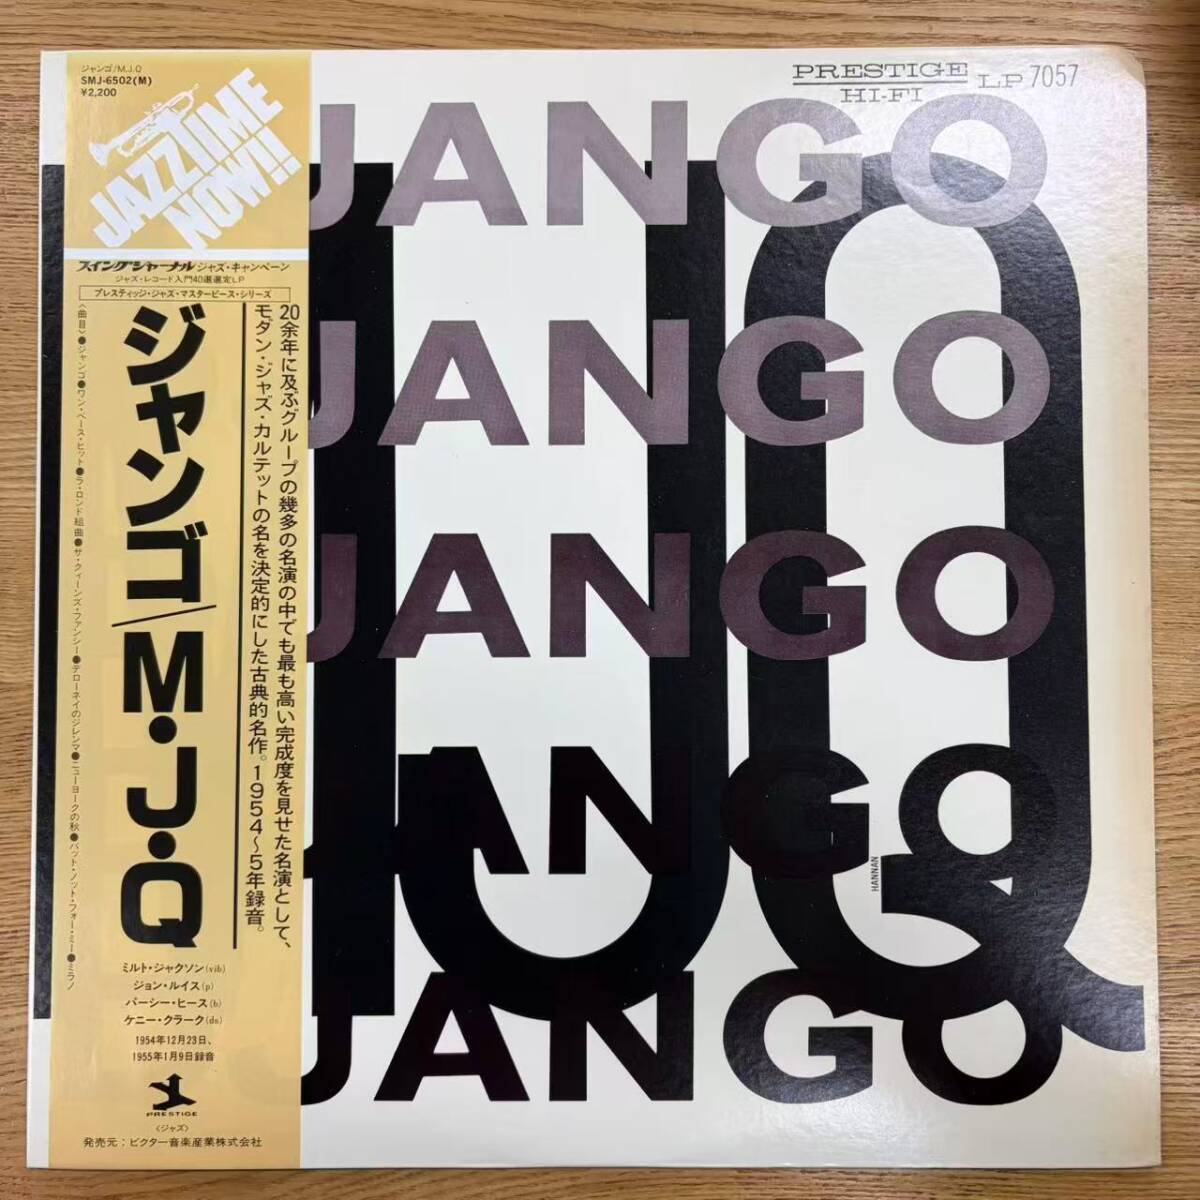 ジャンゴ/M.J.Q
SMJ-6502(M)
¥2,200
JAZZ TIME
NOW!!
スイングジャーナル ジャズ・キャンペーン
ジャズ・レコード入門40選選定LP
プレスティッジ・ジャズ・マスターピース・シリーズ
20余年に及ぶグループの幾多の名演の中でも最も高い完成度を見せた名演として、
モダン・ジャズ・カルテットの名を決定的にした古典的名作。1954〜5年録音。
ジャンゴ/M・J・Q
〈曲目〉●ジャンゴ●ワン・ベース・ヒット●ラ・ロンド組曲●ザ・クィーンズ・ファンシー●デローネイのジレンマ●ニューヨークの秋●バット・ノット・フォー・ミー●ミラノ
ミルト・ジャクソン(vib)
ジョン・ルイス(p)
パーシー・ヒース(b)
ケニー・クラーク(ds)
1954年12月23日、
1955年1月9日録音
PRESTIGE
〈ジャズ〉
発売元：ビクター音楽産業株式会社
PRESTIGE LP 7057
HI-FI
JANGO
JANGO
JANGO
JANGO
JANGO
MJQ
HANNAN